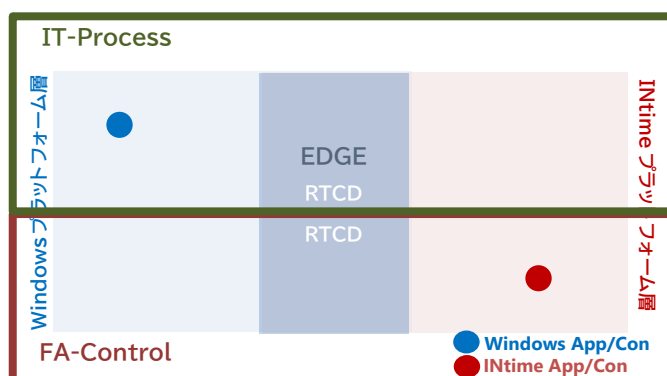 IT-Process
Windows プラットフォーム層
EDGE
RTCD
RTCD
INtime プラットフォーム層
FA-Control
Windows App/Con
INtime App/Con